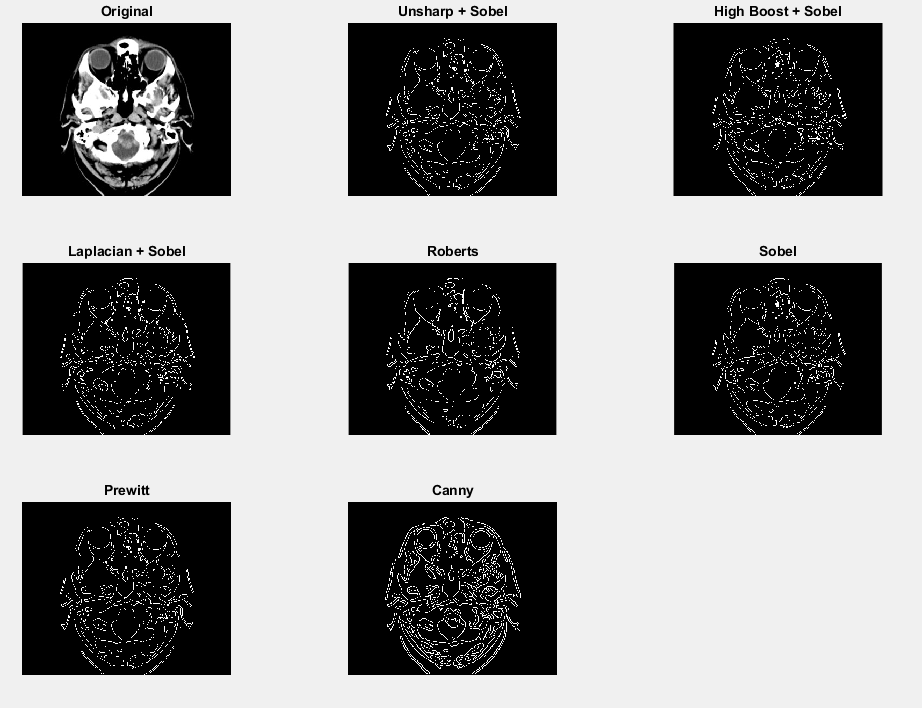 Original
Unsharp + Sobel
High Boost + Sobel
Laplacian + Sobel
Roberts
Sobel
Prewitt
Canny